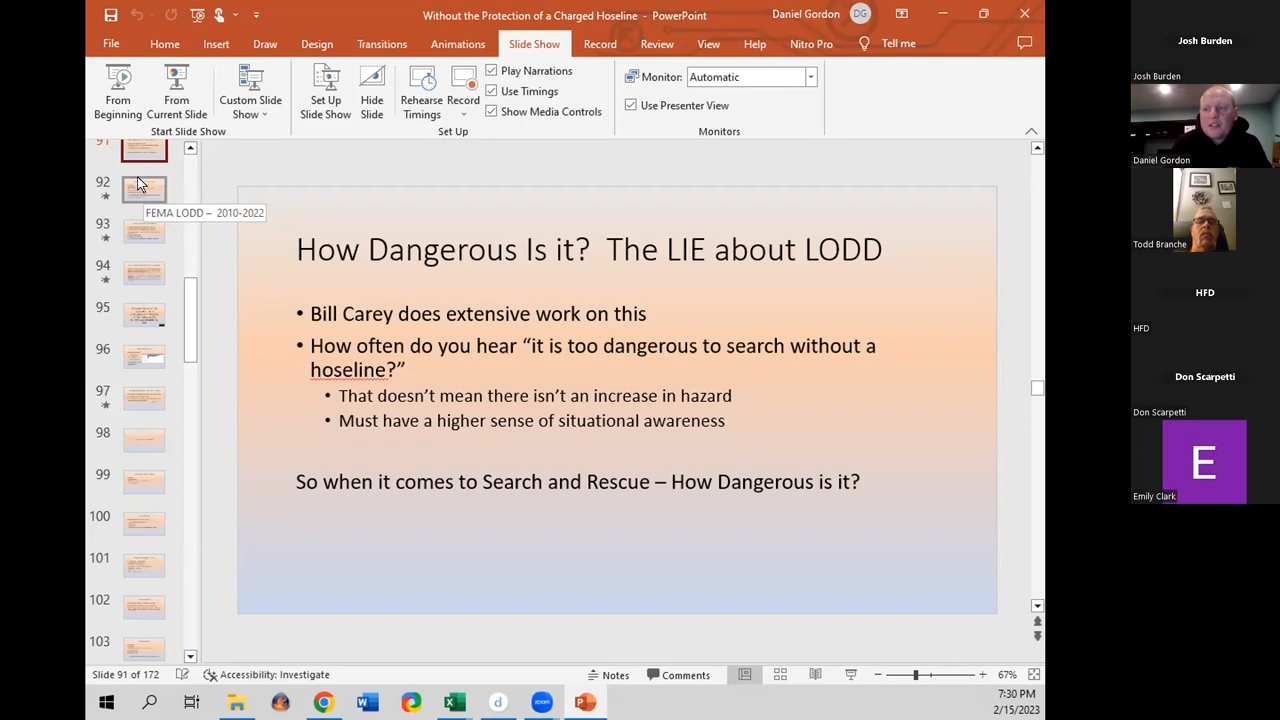 Without the Protection of a Charged Hoseline - PowerPoint
Daniel Gordon
DG
File
Home
Insert
Draw
Design
Transitions
Animations
Slide Show
Record
Review
View
Help
Nitro Pro
Tell me
From Beginning
From Current Slide
Custom Slide Show
Start Slide Show
Set Up Slide Show
Hide Slide
Rehearse Timings
Record
Play Narrations
Use Timings
Show Media Controls
Set Up
Monitor:
Automatic
Use Presenter View
Monitors
91
92
FEMA LODD – 2010-2022
93
94
95
96
97
98
99
100
101
102
103
How Dangerous Is it? The LIE about LODD
• Bill Carey does extensive work on this
• How often do you hear “it is too dangerous to search without a
hoseline?”
• That doesn’t mean there isn’t an increase in hazard
• Must have a higher sense of situational awareness
So when it comes to Search and Rescue – How Dangerous is it?
Slide 91 of 172
Accessibility: Investigate
Notes
Comments
67%
7:30 PM
2/15/2023
Josh Burden
Josh Burden
Daniel Gordon
Todd Branche
HFD
HFD
Don Scarpetti
Don Scarpetti
E
Emily Clark